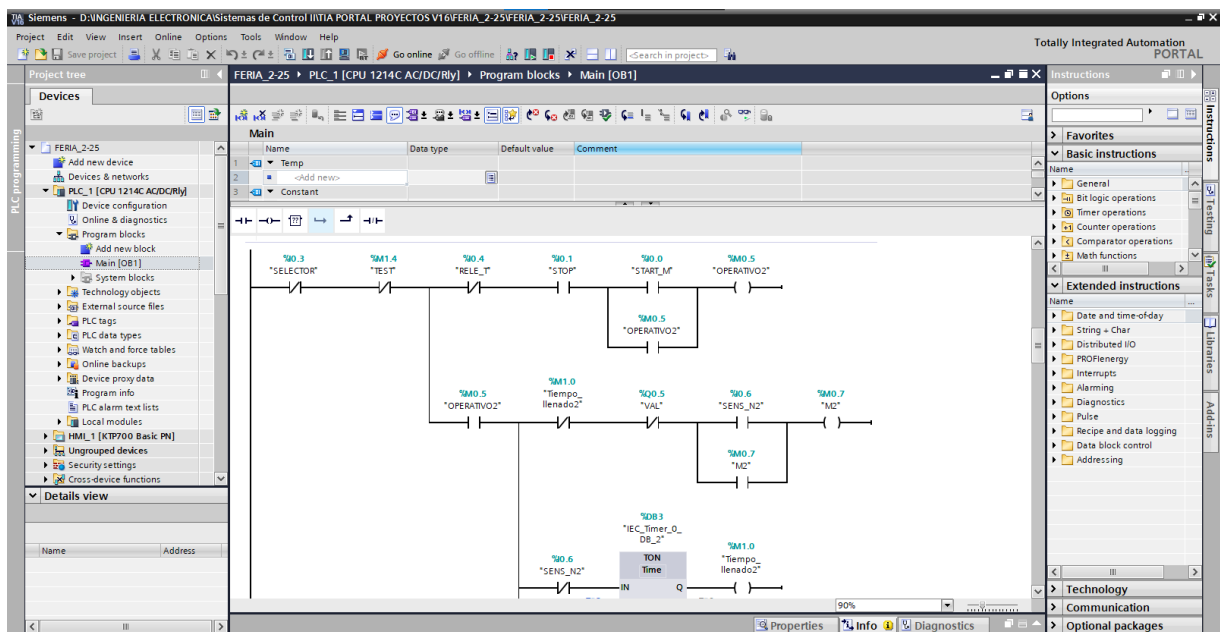 Siemens - D:\INGENIERIA ELECTRONICA\Sistemas de Control II\TIA PORTAL PROYECTOS V16\FERIA_2-25\FERIA_2-25\FERIA_2-25
Project Edit View Insert Online Options Tools Window Help
Totally Integrated Automation
PORTAL
Save project
Go online
Go offline
<Search in project>
Project tree
FERIA_2-25 PLC_1 [CPU 1214C AC/DC/Rly] Program blocks Main [OB1]
Instructions
Devices
Options
PLC programming
FERIA_2-25
Add new device
Devices & networks
PLC_1 [CPU 1214C AC/DC/Rly]
Device configuration
Online & diagnostics
Program blocks
Add new block
Main [OB1]
System blocks
Technology objects
External source files
PLC tags
PLC data types
Watch and force tables
Online backups
Device proxy data
Program info
PLC alarm text lists
Local modules
HMI_1 [KTP700 Basic PN]
Ungrouped devices
Security settings
Cross-device functions
Details view
Name Address
Main
Name Data type Default value Comment
1 Temp
2 <Add new>
3 Constant
??
%I0.3 %M1.4 %I0.4 %I0.1 %I0.0 %M0.5
"SELECTOR" "TEST" "RELE_T" "STOP" "START_M" "OPERATIVO2"
%M0.5
"OPERATIVO2"
%M1.0
%M0.5 "Tiempo_ %Q0.5 %I0.6 %M0.7
"OPERATIVO2" llenado2" "VAL" "SENS_N2" "M2"
%M0.7
"M2"
%DB3
"IEC_Timer_0_
DB_2"
%M1.0
%I0.6 TON "Tiempo_
"SENS_N2" Time llenado2"
IN Q
90%
Properties Info Diagnostics
Favorites
Basic instructions
Name
General
Bit logic operations
Timer operations
Counter operations
Comparator operations
Math functions
Extended instructions
Name
Date and time-of-day
String + Char
Distributed I/O
PROFIenergy
Interrupts
Alarming
Diagnostics
Pulse
Recipe and data logging
Data block control
Addressing
Technology
Communication
Optional packages
Instructions
Testing
Tasks
Libraries
Add-ins